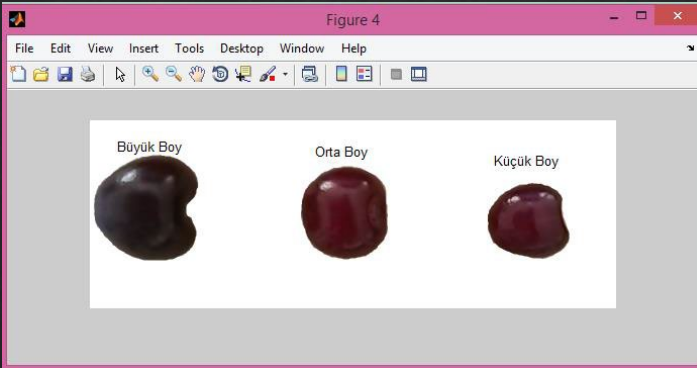 Figure 4
File Edit View Insert Tools Desktop Window Help
Büyük Boy
Orta Boy
Küçük Boy